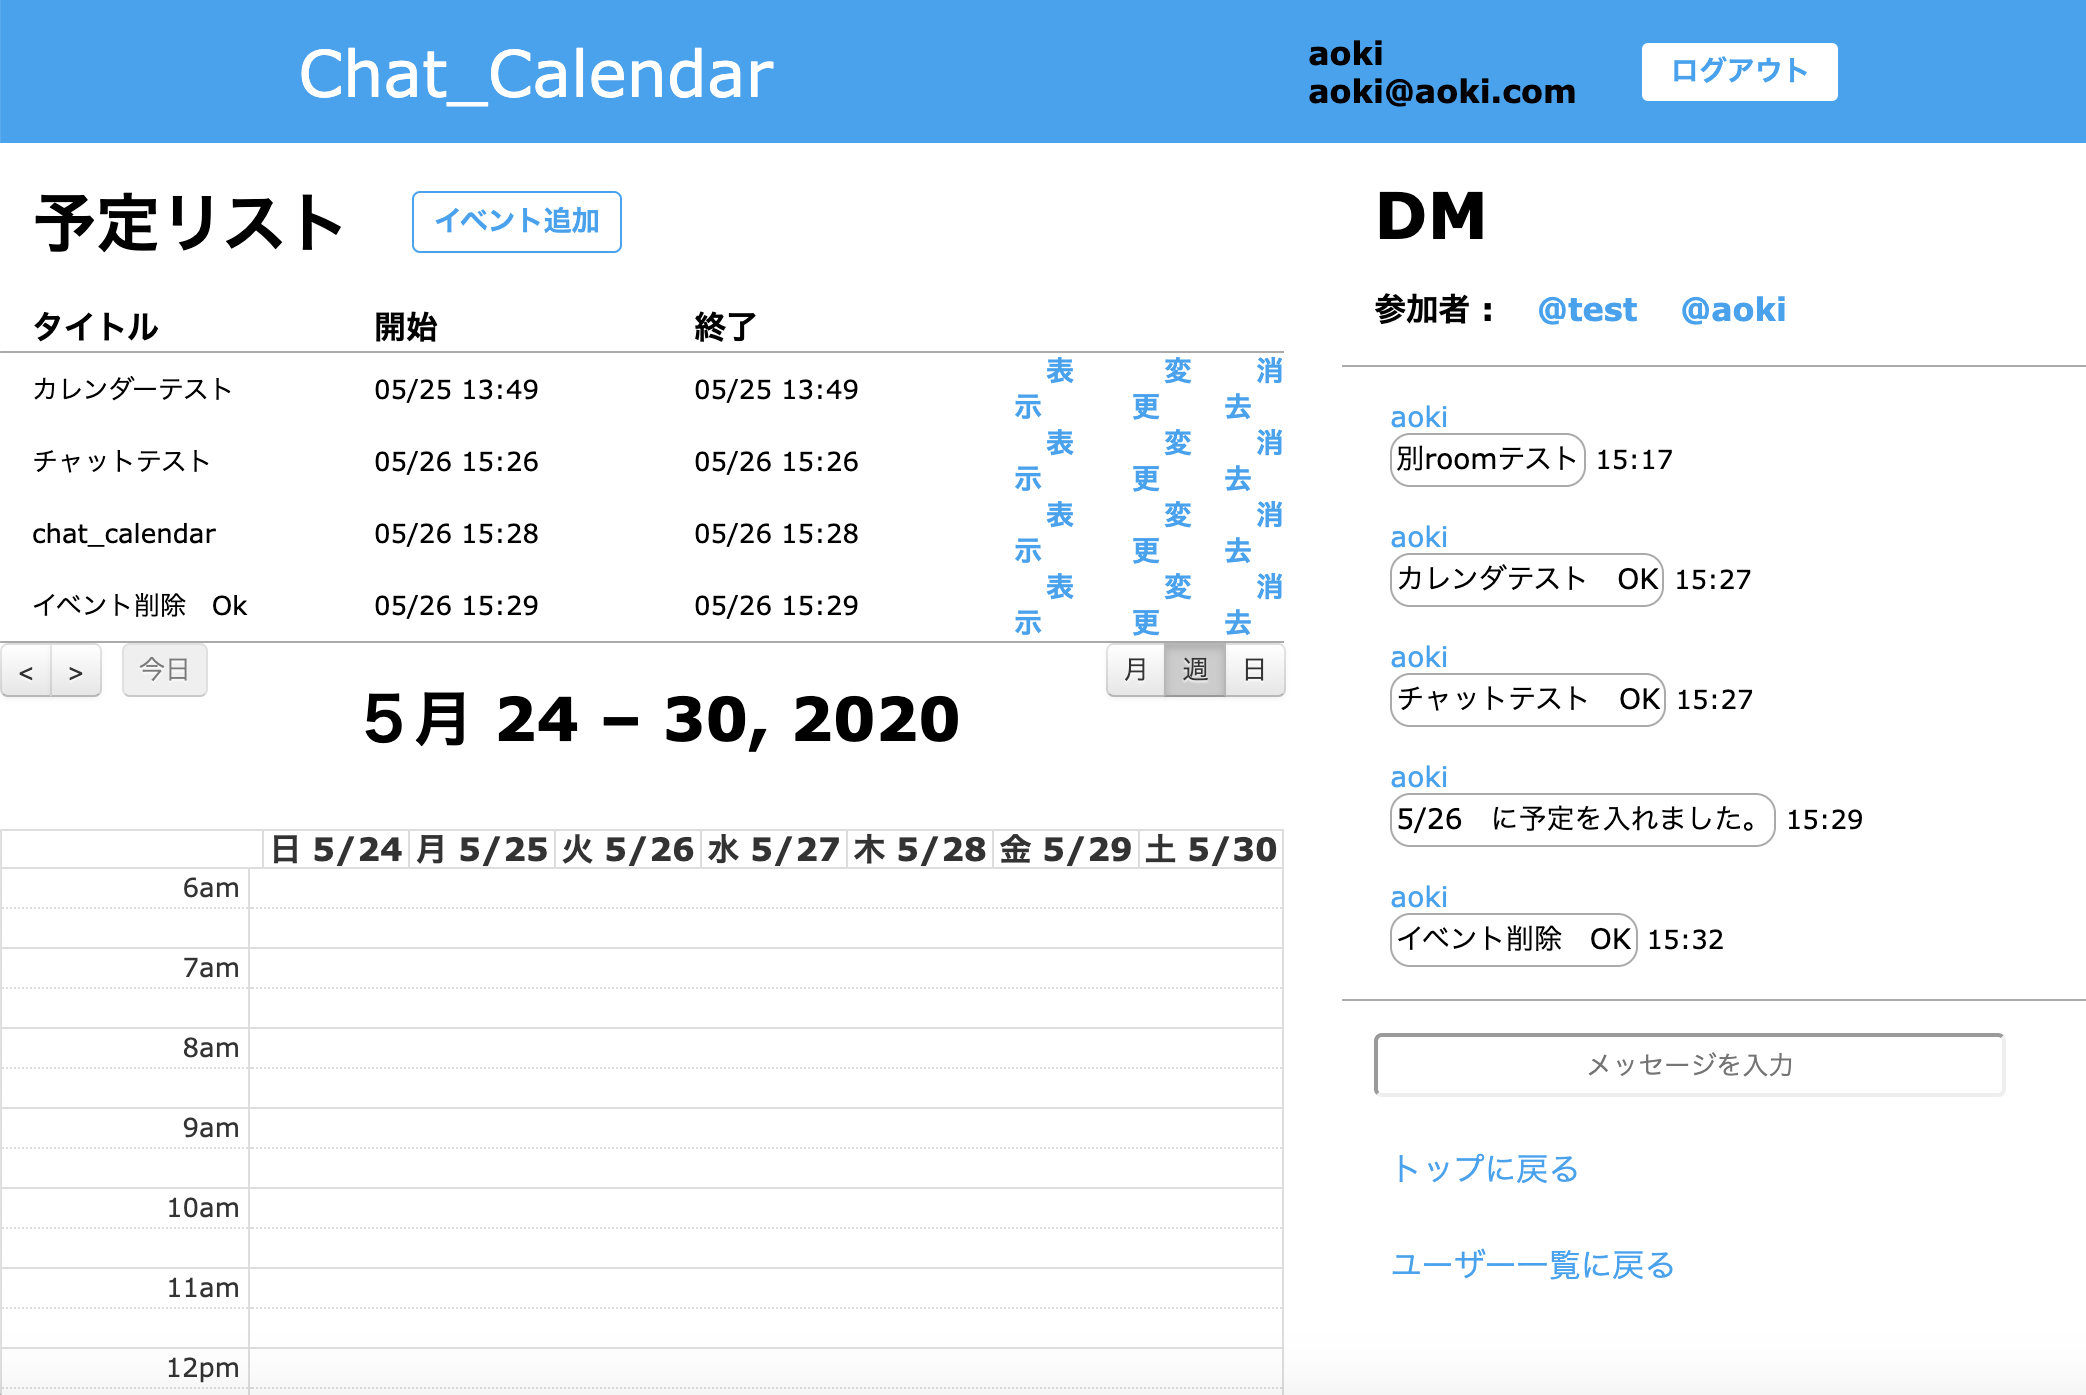 Chat_Calendar
aoki
aoki@aoki.com
ログアウト
予定リスト
イベント追加
タイトル 開始 終了
カレンダーテスト 05/25 13:49 05/25 13:49 表示 変更 消去
チャットテスト 05/26 15:26 05/26 15:26 表示 変更 消去
chat_calendar 05/26 15:28 05/26 15:28 表示 変更 消去
イベント削除　Ok 05/26 15:29 05/26 15:29 表示 変更 消去
< > 今日
月 週 日
５月 24 – 30, 2020
日 5/24 月 5/25 火 5/26 水 5/27 木 5/28 金 5/29 土 5/30
6am
7am
8am
9am
10am
11am
12pm
DM
参加者： @test @aoki
aoki
別roomテスト 15:17
aoki
カレンダテスト　OK 15:27
aoki
チャットテスト　OK 15:27
aoki
5/26　に予定を入れました。 15:29
aoki
イベント削除　OK 15:32
メッセージを入力
トップに戻る
ユーザー一覧に戻る